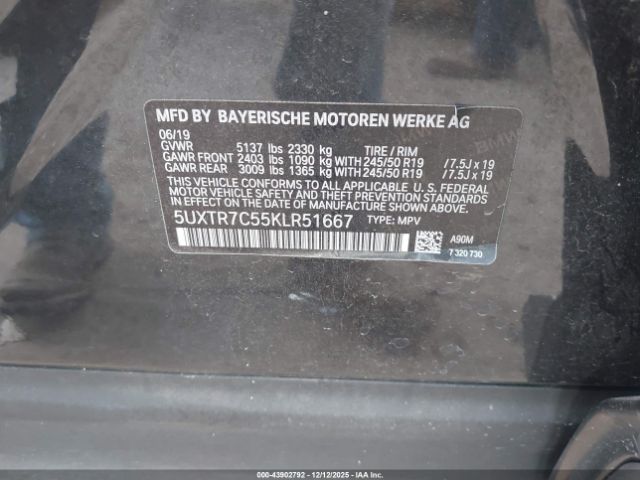 MFD BY BAYERISCHE MOTOREN WERKE AG
06/19
GVWR 5137 lbs 2330 kg TIRE / RIM
GAWR FRONT 2403 lbs 1090 kg WITH 245/50 R19 / 7.5J x 19
GAWR REAR 3009 lbs 1365 kg WITH 245/50 R19 / 7.5J x 19
THIS VEHICLE CONFORMS TO ALL APPLICABLE U. S. FEDERAL
MOTOR VEHICLE SAFETY AND THEFT PREVENTION STANDARDS
IN EFFECT ON THE DATE OF MANUFACTURE SHOWN ABOVE.
5UXTR7C55KLR51667 TYPE: MPV
A90M
7 320 730
000-43902792 - 12/12/2025 - IAAI.COM